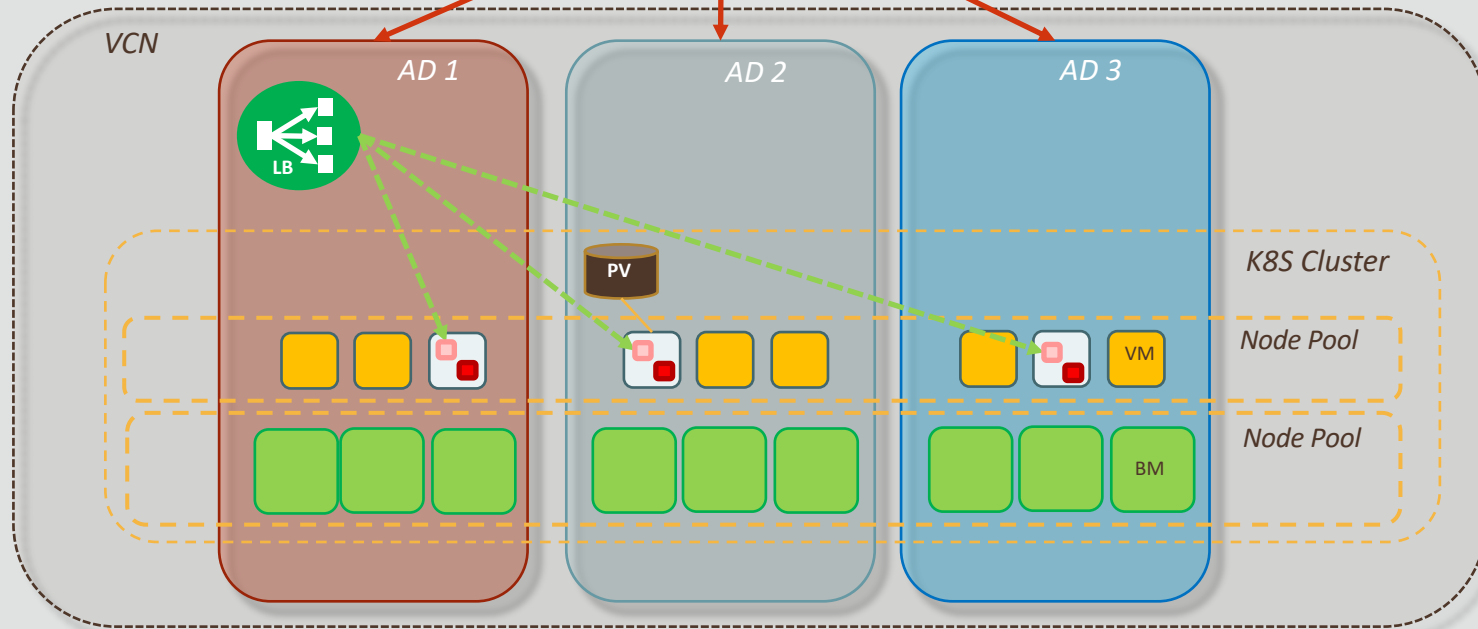 VCN
AD 1
AD 2
AD 3
LB
PV
K8S Cluster
Node Pool
VM
Node Pool
BM